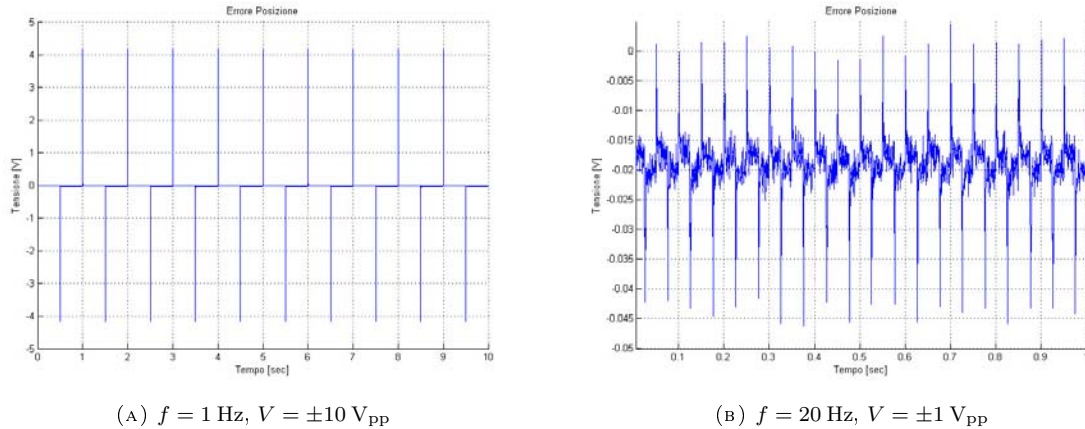 Errore Posizione
5
4
3
2
1
0
-1
-2
-3
-4
-5
Tensione [V]
0 1 2 3 4 5 6 7 8 9 10
Tempo [sec]
(A) f = 1 Hz, V = ±10 Vpp
Errore Posizione
0
-0.005
-0.01
-0.015
-0.02
-0.025
-0.03
-0.035
-0.04
-0.045
-0.05
Tensione [V]
0.1 0.2 0.3 0.4 0.5 0.6 0.7 0.8 0.9 1
Tempo [sec]
(B) f = 20 Hz, V = ±1 Vpp